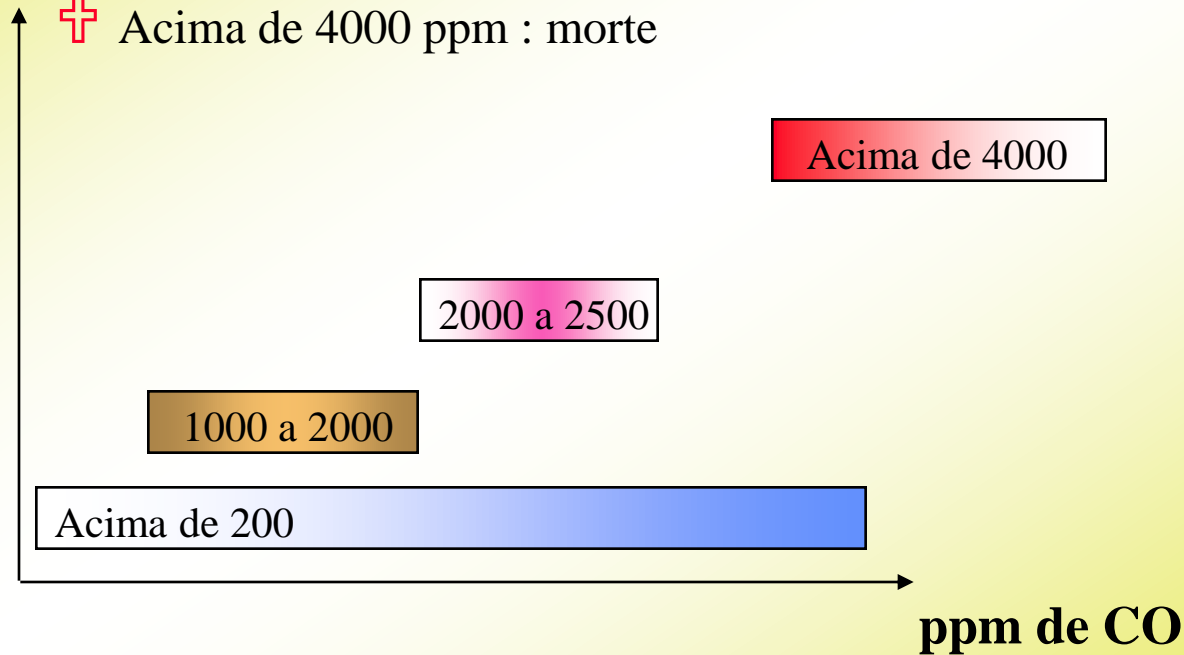 Acima de 4000 ppm : morte
Acima de 4000
2000 a 2500
1000 a 2000
Acima de 200
ppm de CO